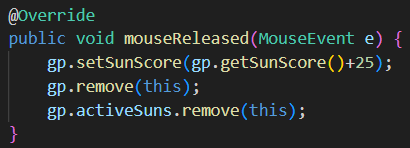 @Override
public void mouseReleased(MouseEvent e) {
    gp.setSunScore(gp.getSunScore()+25);
    gp.remove(this);
    gp.activeSuns.remove(this);
}